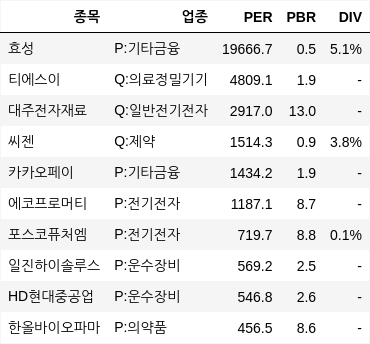 종목 업종 PER PBR DIV
효성 P:기타금융 19666.7 0.5 5.1%
티에스이 Q:의료정밀기기 4809.1 1.9 -
대주전자재료 Q:일반전기전자 2917.0 13.0 -
씨젠 Q:제약 1514.3 0.9 3.8%
카카오페이 P:기타금융 1434.2 1.9 -
에코프로머티 P:전기전자 1187.1 8.7 -
포스코퓨처엠 P:전기전자 719.7 8.8 0.1%
일진하이솔루스 P:운수장비 569.2 2.5 -
HD현대중공업 P:운수장비 546.8 2.6 -
한올바이오파마 P:의약품 456.5 8.6 -